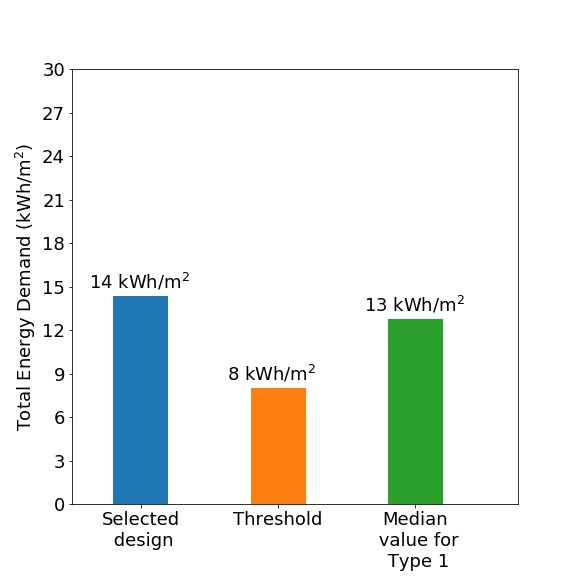 Total Energy Demand (kWh/m²)
30
27
24
21
18
15
12
9
6
3
0
14 kWh/m²
8 kWh/m²
13 kWh/m²
Selected
design
Threshold
Median
value for
Type 1